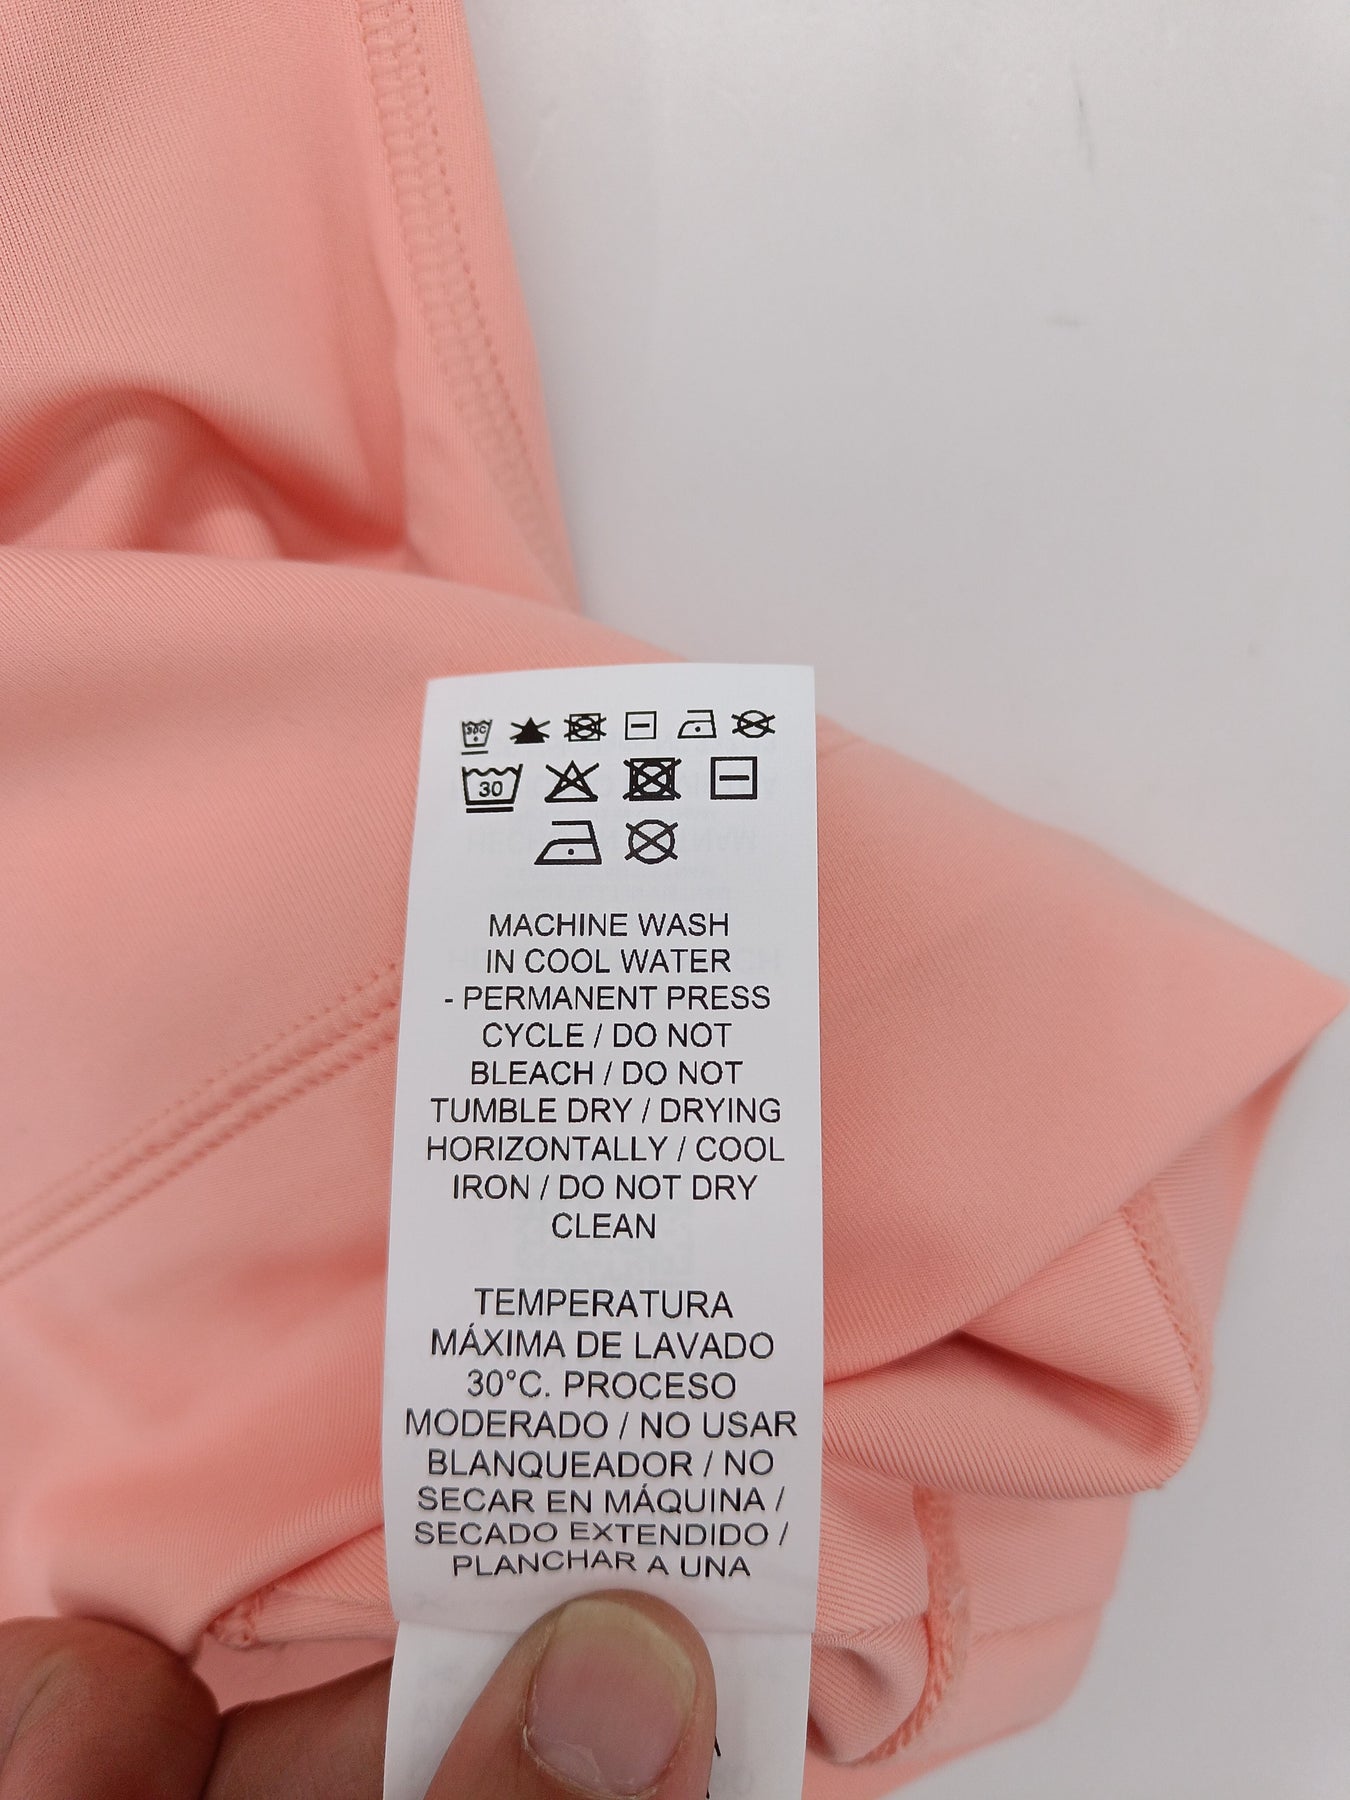 30C
30
MACHINE WASH
IN COOL WATER
- PERMANENT PRESS
CYCLE / DO NOT
BLEACH / DO NOT
TUMBLE DRY / DRYING
HORIZONTALLY / COOL
IRON / DO NOT DRY
CLEAN
TEMPERATURA
MÁXIMA DE LAVADO
30°C. PROCESO
MODERADO / NO USAR
BLANQUEADOR / NO
SECAR EN MÁQUINA /
SECADO EXTENDIDO /
PLANCHAR A UNA